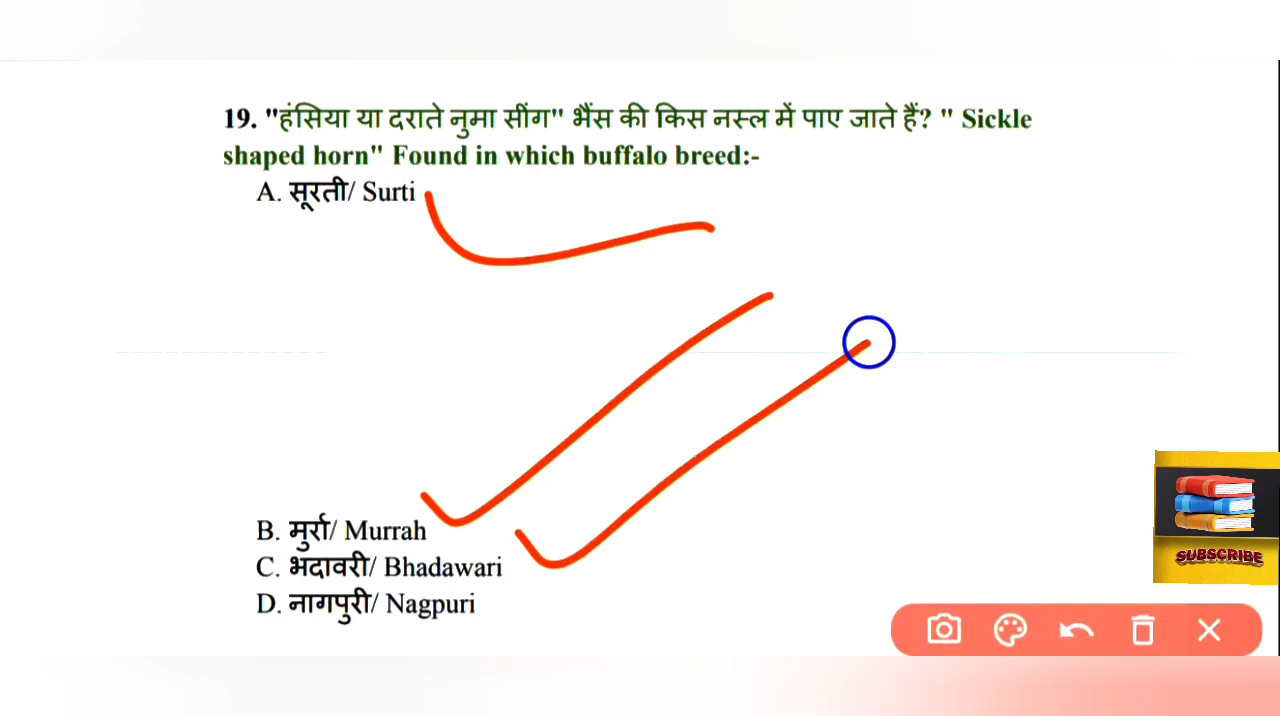 19. "हंसिया या दराते नुमा सींग" भैंस की किस नस्ल में पाए जाते हैं? " Sickle
shaped horn" Found in which buffalo breed:-
A. सूरती/ Surti
B. मुर्रा/ Murrah
C. भदावरी/ Bhadawari
D. नागपुरी/ Nagpuri
SUBSCRIBE